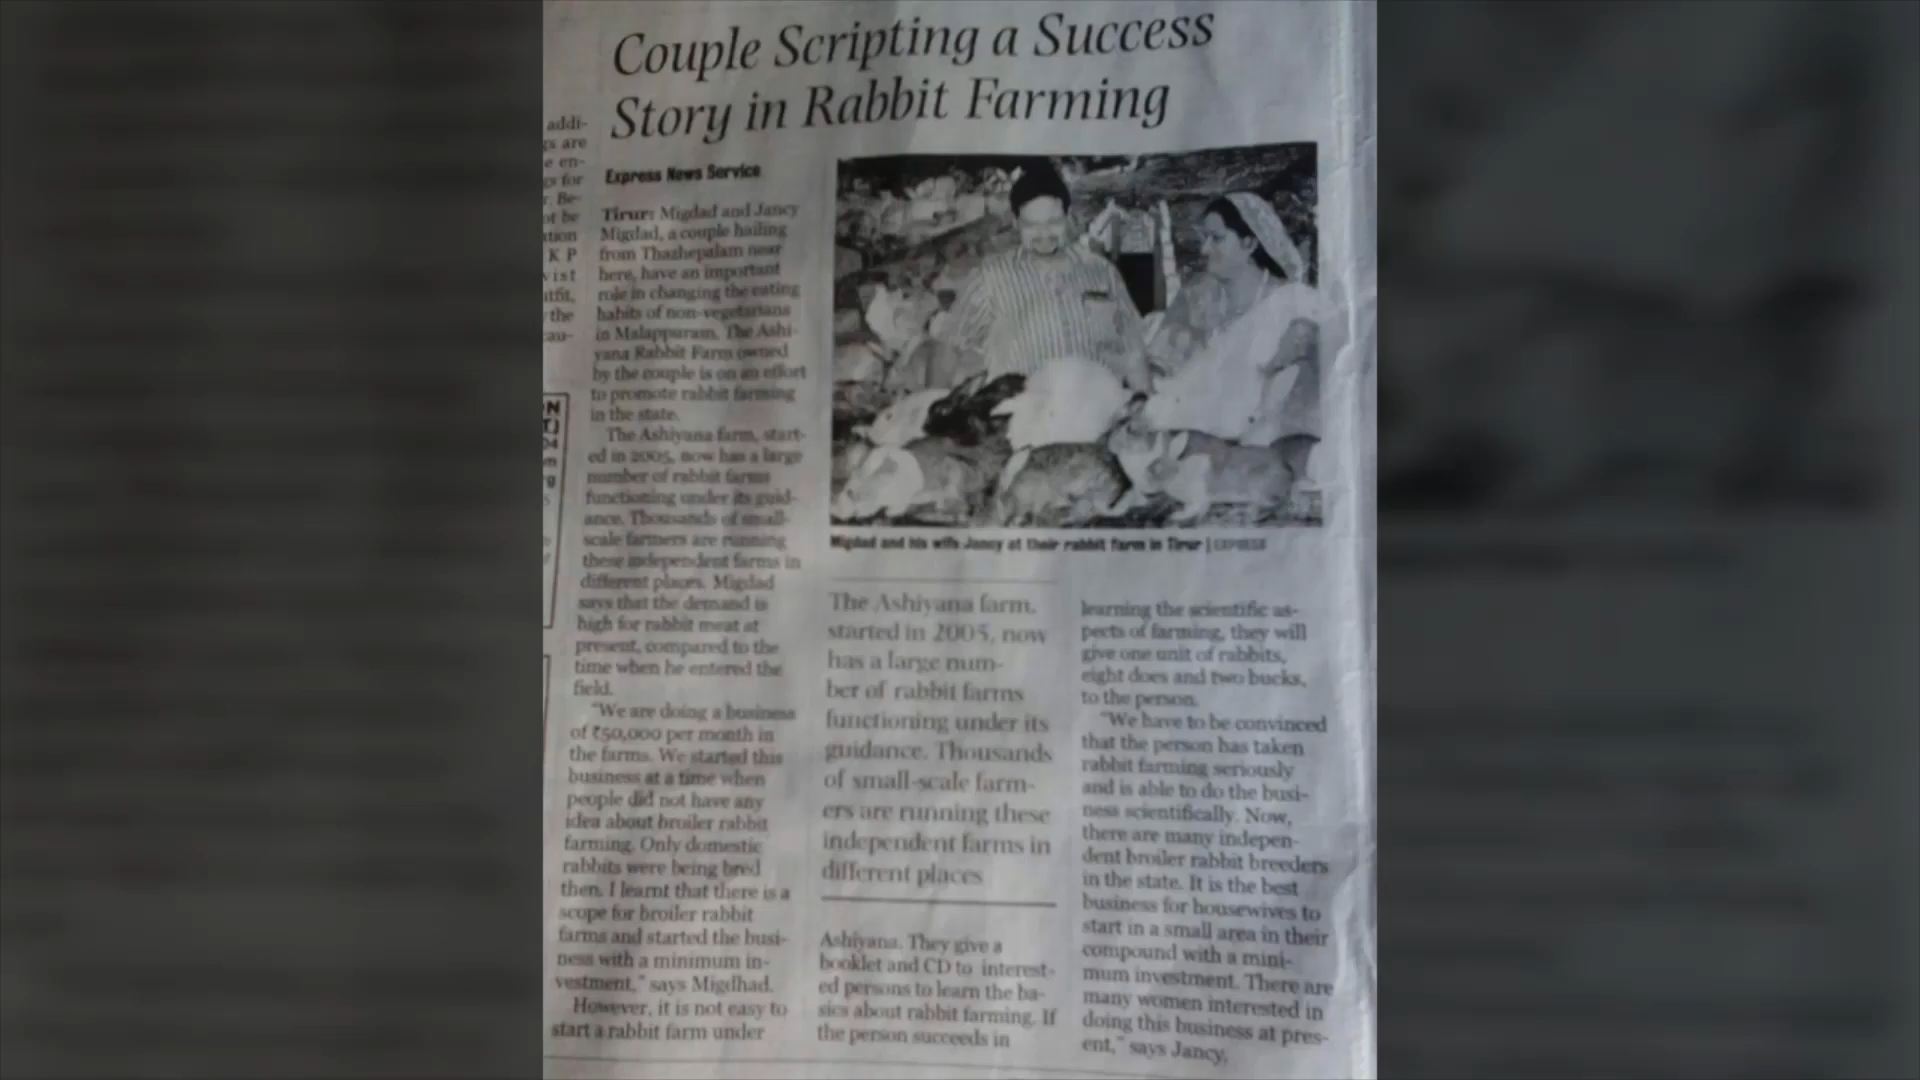 Couple Scripting a Success
Story in Rabbit Farming
addi-
gs are
e en-
gs for
r. Be-
ot be
ation
K P
vist
utfit,
the
cau-
N
T)
04
m
g
Express News Service
Tirur: Migdad and Jancy
Migdad, a couple hailing
from Thazhepalam near
here, have an important
role in changing the eating
habits of non-vegetarians
in Malappuram. The Ashi-
yana Rabbit Farm owned
by the couple is on an effort
to promote rabbit farming
in the state.
The Ashiyana farm, start-
ed in 2005, now has a large
number of rabbit farms
functioning under its guid-
ance. Thousands of small-
scale farmers are running
these independent farms in
different places. Migdad
says that the demand is
high for rabbit meat at
present, compared to the
time when he entered the
field.
"We are doing a business
of ₹50,000 per month in
the farms. We started this
business at a time when
people did not have any
idea about broiler rabbit
farming. Only domestic
rabbits were being bred
then. I learnt that there is a
scope for broiler rabbit
farms and started the busi-
ness with a minimum in-
vestment," says Migdhad.
However, it is not easy to
start a rabbit farm under
Migdad and his wife Jancy at their rabbit farm in Tirur | EXPRESS
The Ashiyana farm,
started in 2005, now
has a large num-
ber of rabbit farms
functioning under its
guidance. Thousands
of small-scale farm-
ers are running these
independent farms in
different places
Ashiyana. They give a
booklet and CD to interest-
ed persons to learn the ba-
sics about rabbit farming. If
the person succeeds in
learning the scientific as-
pects of farming, they will
give one unit of rabbits,
eight does and two bucks,
to the person.
"We have to be convinced
that the person has taken
rabbit farming seriously
and is able to do the busi-
ness scientifically. Now,
there are many indepen-
dent broiler rabbit breeders
in the state. It is the best
business for housewives to
start in a small area in their
compound with a mini-
mum investment. There are
many women interested in
doing this business at pres-
ent," says Jancy,